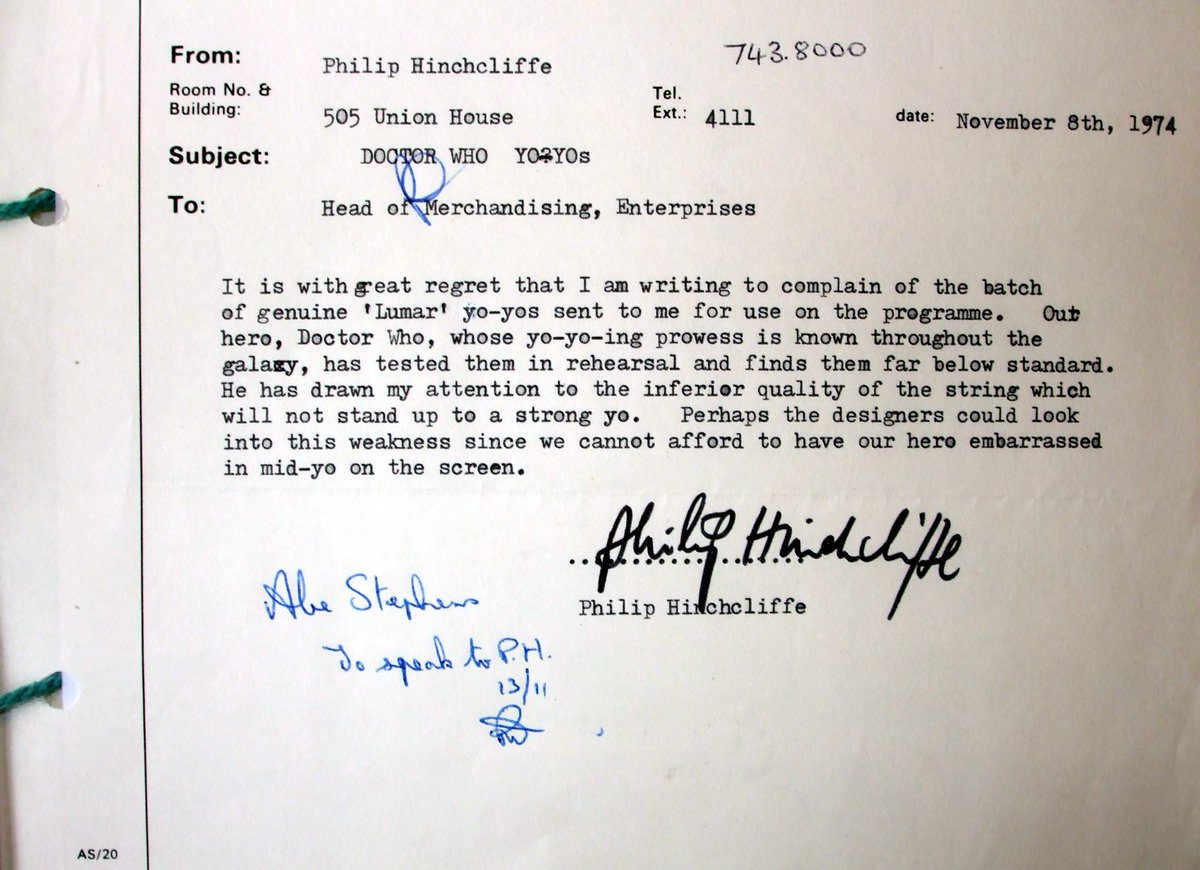 743.8000
From: Philip Hinchcliffe
Room No. &
Building: 505 Union House Tel. Ext.: 4111 date: November 8th, 1974
Subject: DOCTOR WHO YO-YOs
To: Head of Merchandising, Enterprises
It is with great regret that I am writing to complain of the batch
of genuine 'Lumar' yo-yos sent to me for use on the programme. Out
hero, Doctor Who, whose yo-yo-ing prowess is known throughout the
galaxy, has tested them in rehearsal and finds them far below standard.
He has drawn my attention to the inferior quality of the string which
will not stand up to a strong yo. Perhaps the designers could look
into this weakness since we cannot afford to have our hero embarrassed
in mid-yo on the screen.
Philip Hinchcliffe
Philip Hinchcliffe
Abe Stephens
To speak to P.H.
13/11
AS/20